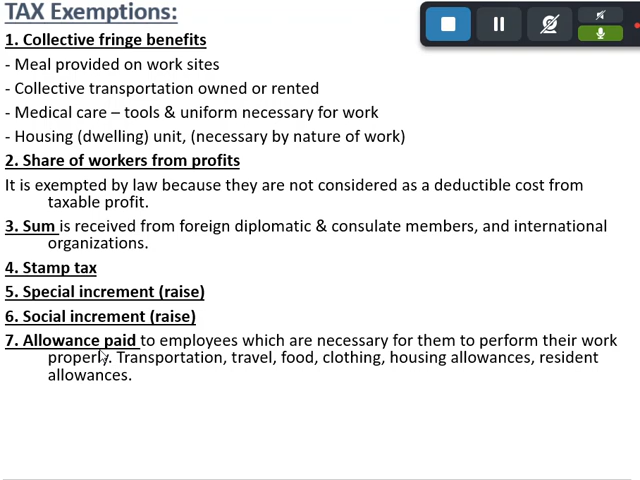 TAX Exemptions:
1. Collective fringe benefits
- Meal provided on work sites
- Collective transportation owned or rented
- Medical care – tools & uniform necessary for work
- Housing (dwelling) unit, (necessary by nature of work)
2. Share of workers from profits
It is exempted by law because they are not considered as a deductible cost from
taxable profit.
3. Sum is received from foreign diplomatic & consulate members, and international
organizations.
4. Stamp tax
5. Special increment (raise)
6. Social increment (raise)
7. Allowance paid to employees which are necessary for them to perform their work
properly. Transportation, travel, food, clothing, housing allowances, resident
allowances.